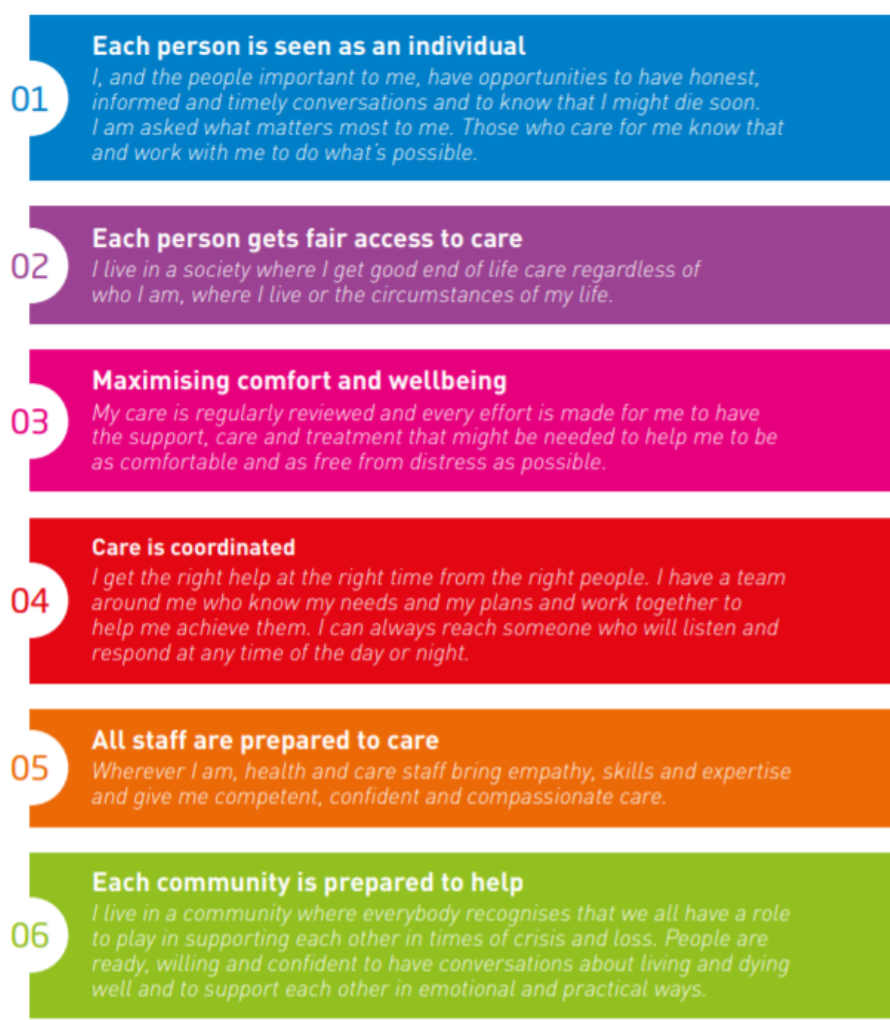 01
Each person is seen as an individual
I, and the people important to me, have opportunities to have honest,
informed and timely conversations and to know that I might die soon.
I am asked what matters most to me. Those who care for me know that
and work with me to do what's possible.
02
Each person gets fair access to care
I live in a society where I get good end of life care regardless of
who I am, where I live or the circumstances of my life.
03
Maximising comfort and wellbeing
My care is regularly reviewed and every effort is made for me to have
the support, care and treatment that might be needed to help me to be
as comfortable and as free from distress as possible.
04
Care is coordinated
I get the right help at the right time from the right people. I have a team
around me who know my needs and my plans and work together to
help me achieve them. I can always reach someone who will listen and
respond at any time of the day or night.
05
All staff are prepared to care
Wherever I am, health and care staff bring empathy, skills and expertise
and give me competent, confident and compassionate care.
06
Each community is prepared to help
I live in a community where everybody recognises that we all have a role
to play in supporting each other in times of crisis and loss. People are
ready, willing and confident to have conversations about living and dying
well and to support each other in emotional and practical ways.